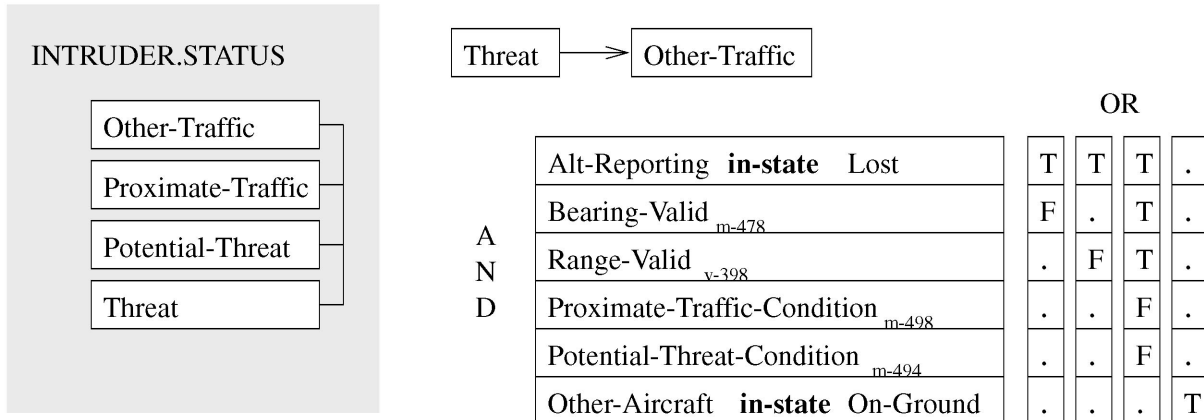 INTRUDER.STATUS
Other-Traffic
Proximate-Traffic
Potential-Threat
Threat
Threat
Other-Traffic
OR
A
N
D
Alt-Reporting in-state Lost T T T .
Bearing-Valid m-478 F . T .
Range-Valid v-398 . F T .
Proximate-Traffic-Condition m-498 . . F .
Potential-Threat-Condition m-494 . . F .
Other-Aircraft in-state On-Ground . . . T